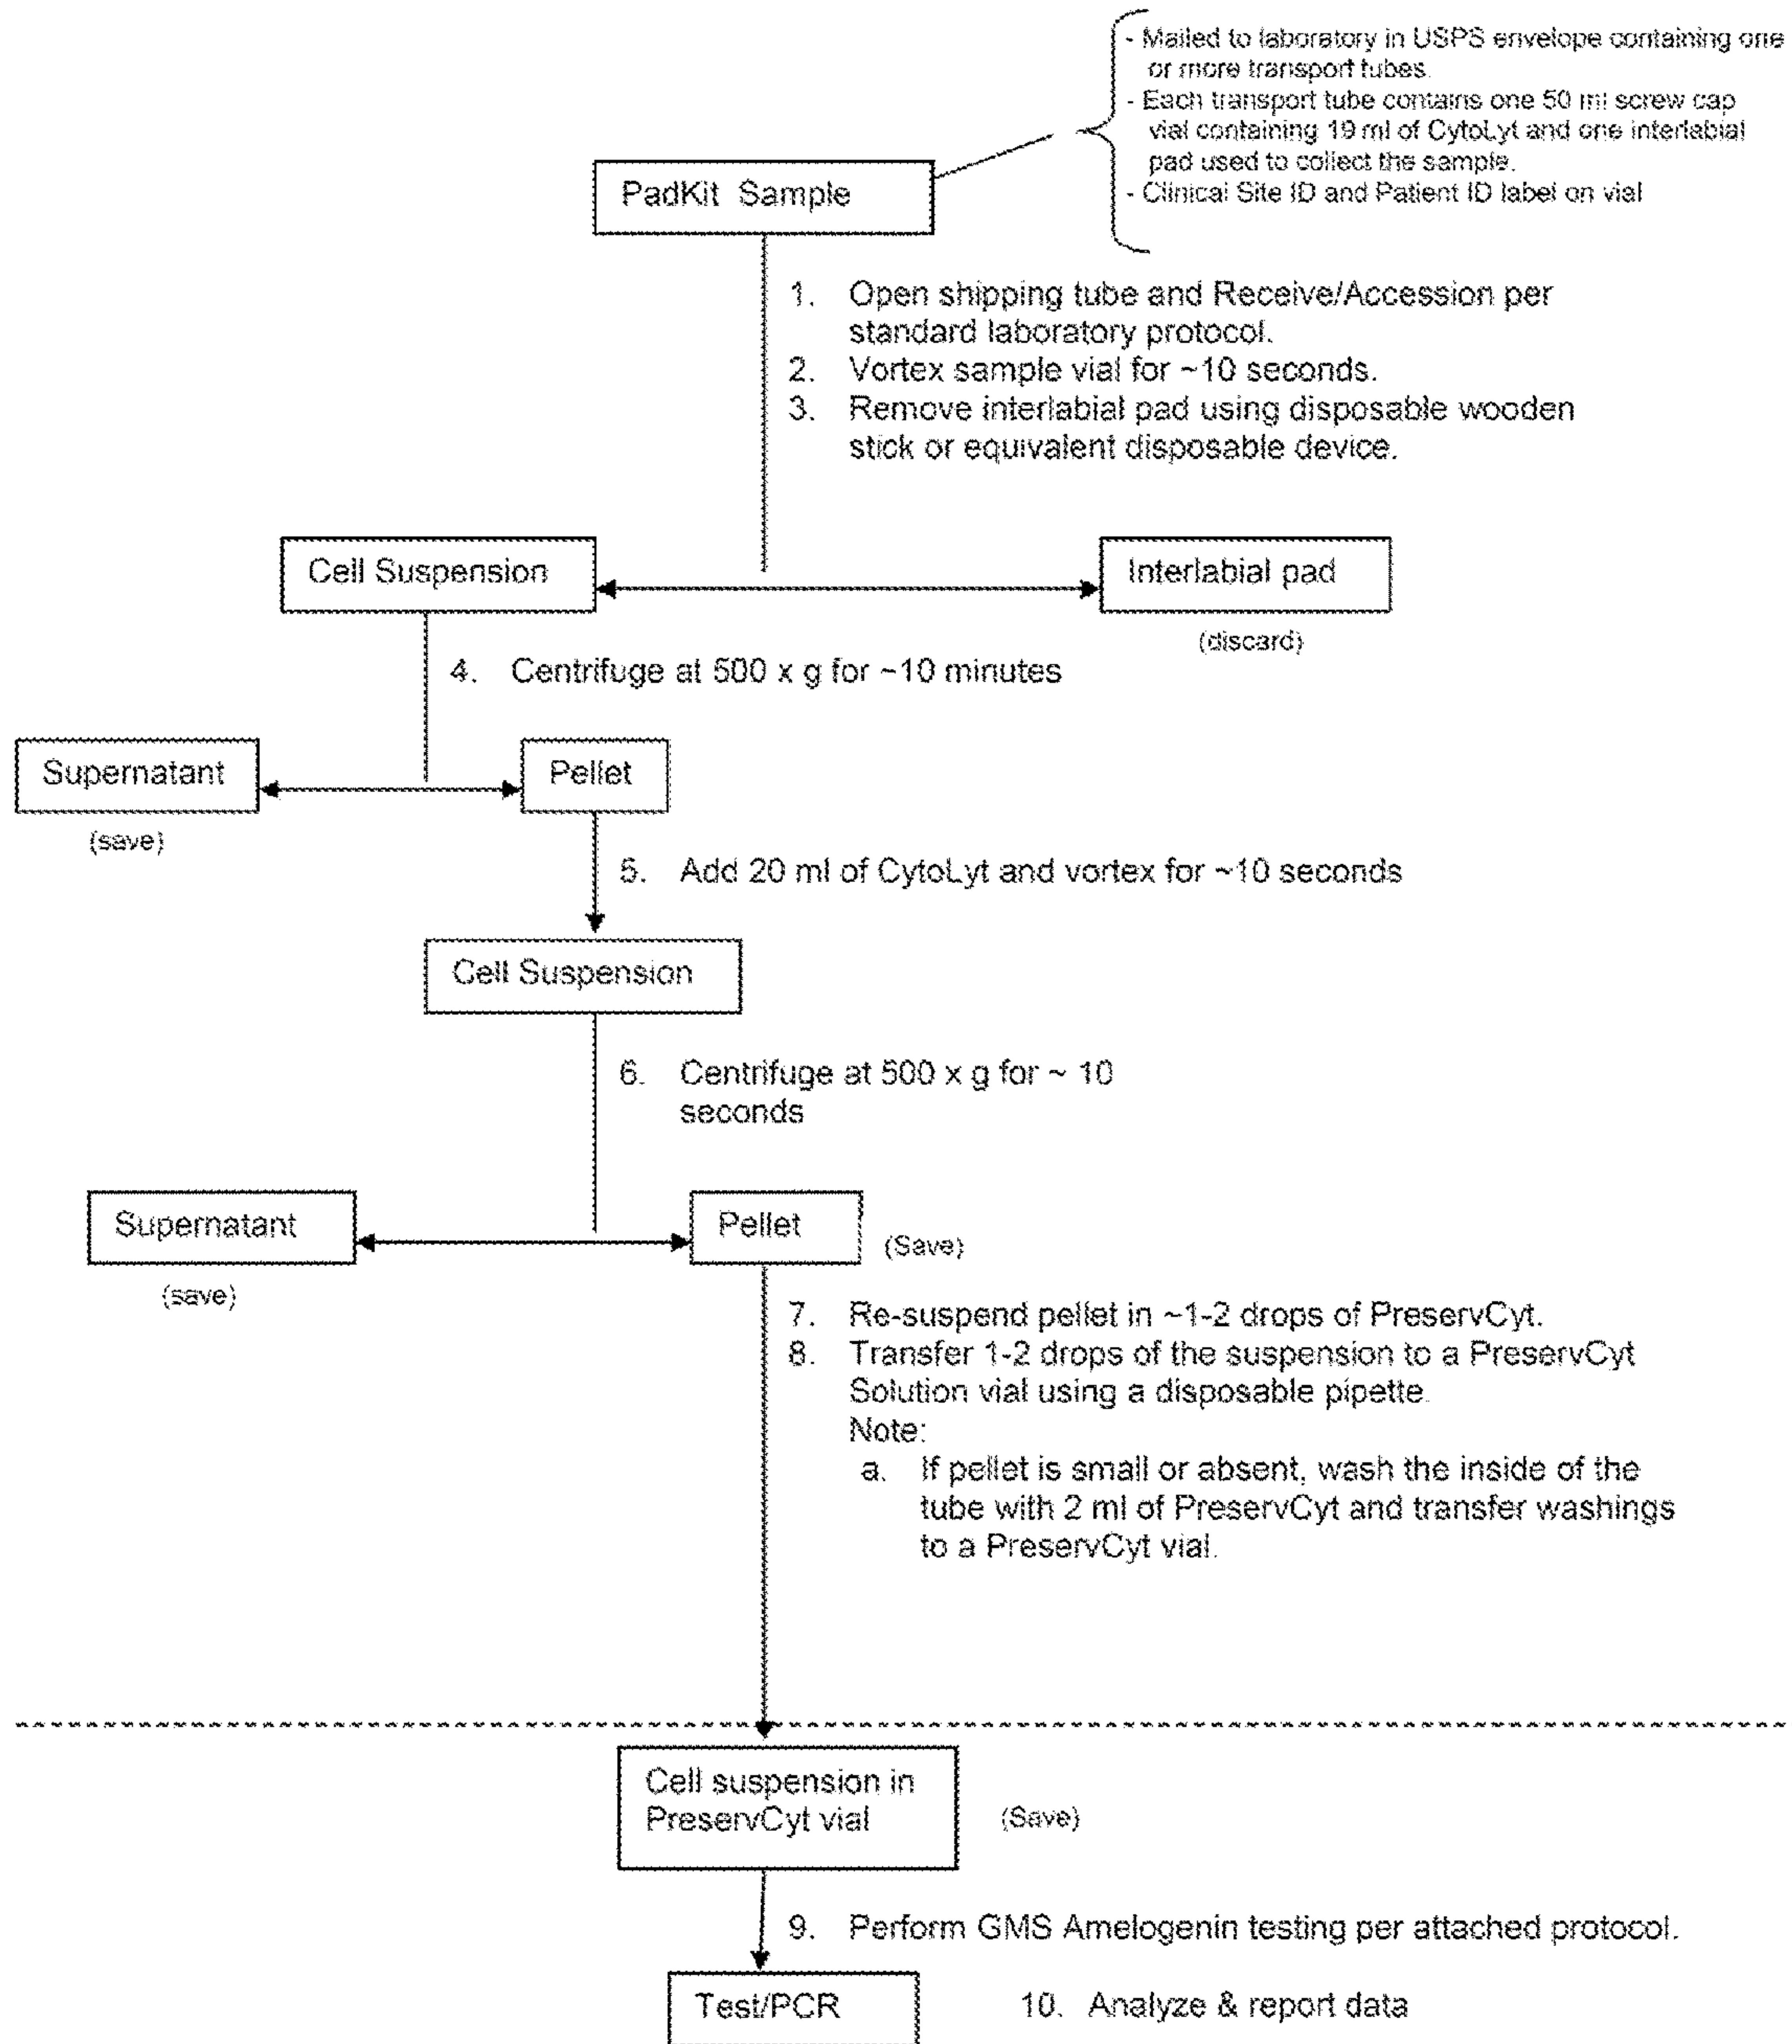 - Mailed to laboratory in USPS envelope containing one
or more transport tubes.
- Each transport tube contains one 50 ml screw cap
vial containing 19 ml of CytoLyt and one interlabial
pad used to collect the sample.
- Clinical Site ID and Patient ID label on vial
PadKit Sample
1. Open shipping tube and Receive/Accession per
standard laboratory protocol.
2. Vortex sample vial for ~10 seconds.
3. Remove interlabial pad using disposable wooden
stick or equivalent disposable device.
Cell Suspension
Interlabial pad
(discard)
4. Centrifuge at 500 x g for ~10 minutes
Supernatant
Pellet
(save)
5. Add 20 ml of CytoLyt and vortex for ~10 seconds
Cell Suspension
6. Centrifuge at 500 x g for ~ 10
seconds
Supernatant
Pellet
(Save)
(save)
7. Re-suspend pellet in ~1-2 drops of PreservCyt.
8. Transfer 1-2 drops of the suspension to a PreservCyt
Solution vial using a disposable pipette.
Note:
a. If pellet is small or absent, wash the inside of the
tube with 2 ml of PreservCyt and transfer washings
to a PreservCyt vial.
Cell suspension in
PreservCyt vial
(Save)
9. Perform GMS Amelogenin testing per attached protocol.
Test/PCR
10. Analyze & report data